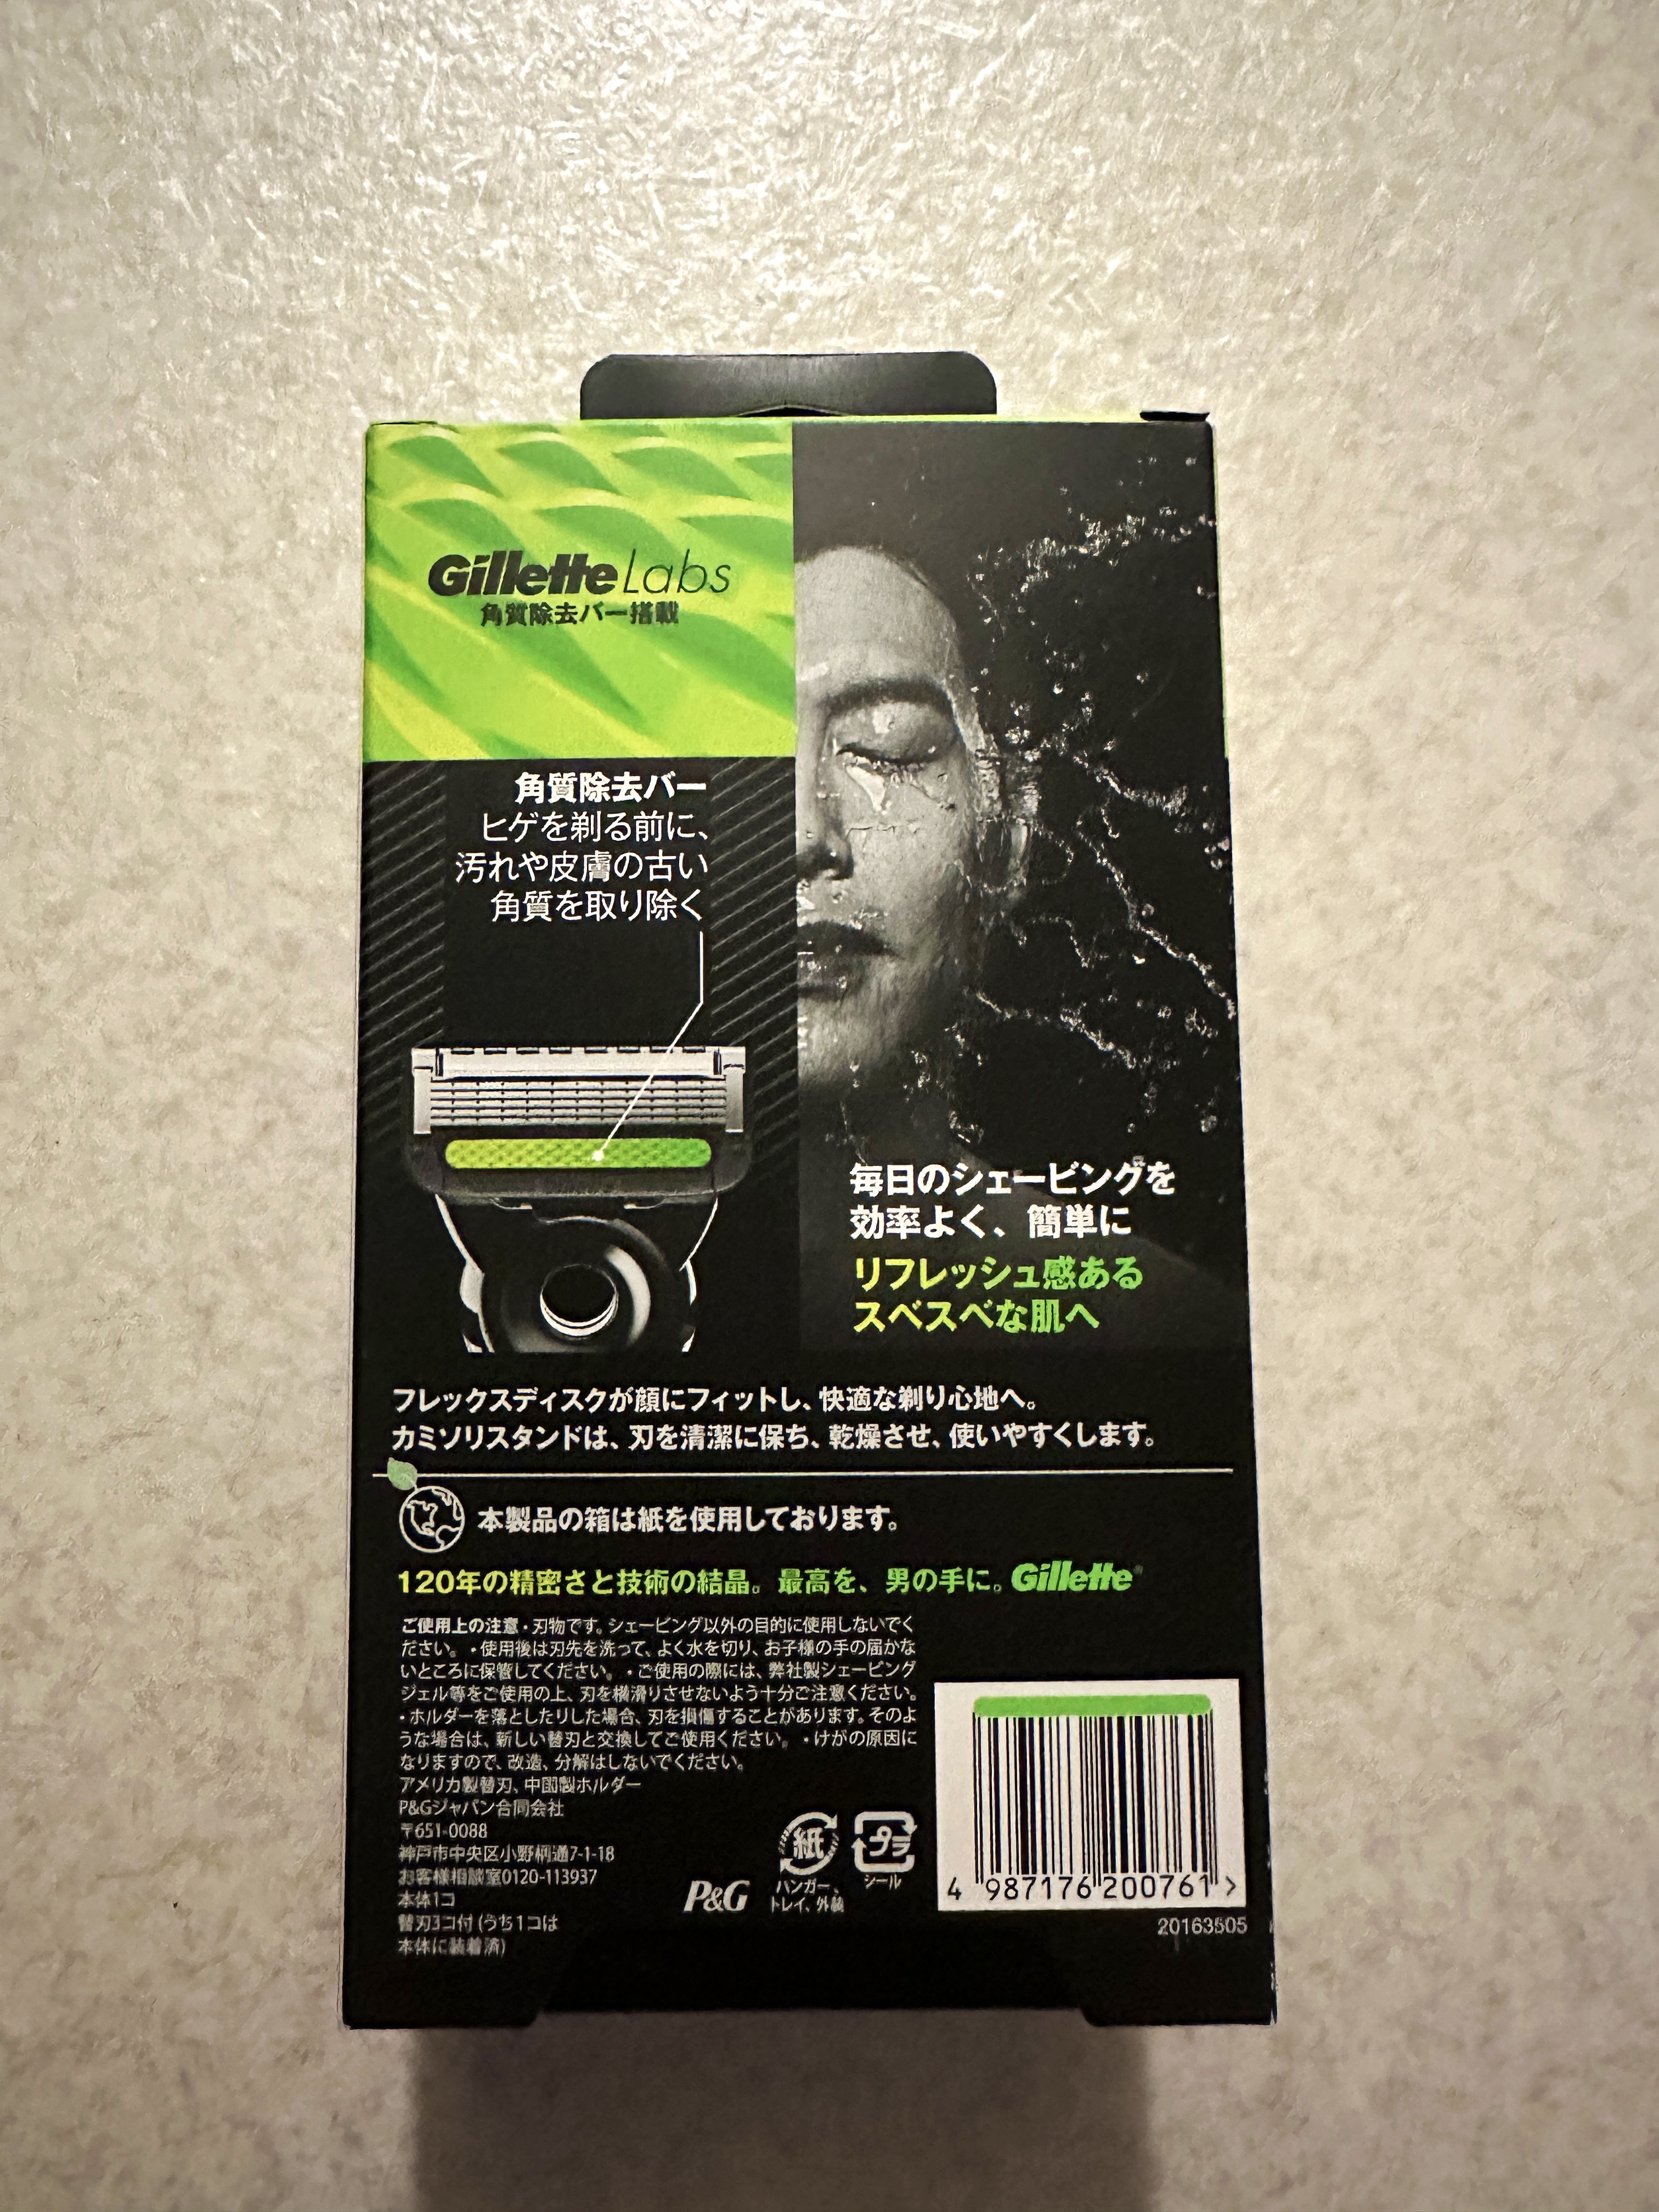 Gillette Labs
角質除去バー搭載
角質除去バー
ヒゲを剃る前に、
汚れや皮膚の古い
角質を取り除く
毎日のシェービングを
効率よく、簡単に
リフレッシュ感ある
スベスベな肌へ
フレックスディスクが顔にフィットし、快適な剃り心地へ。
カミソリスタンドは、刃を清潔に保ち、乾燥させ、使いやすくします。
本製品の箱は紙を使用しております。
120年の精密さと技術の結晶。最高を、男の手に。Gillette®
ご使用上の注意・刃物です。シェービング以外の目的に使用しないでく
ださい。・使用後は刃先を洗って、よく水を切り、お子様の手の届かな
いところに保管してください。・ご使用の際には、弊社製シェービング
ジェル等をご使用の上、刃を横滑りさせないよう十分ご注意ください。
・ホルダーを落としたりした場合、刃を損傷することがあります。そのよ
うな場合は、新しい替刃と交換してご使用ください。・けがの原因に
なりますので、改造、分解はしないでください。
アメリカ製替刃、中国製ホルダー
P&Gジャパン合同会社
〒651-0088
神戸市中央区小野柄通7-1-18
お客様相談室0120-113937
本体1コ
替刃3コ付(うち1コは
本体に装着済)
P&G
紙
ハンガー、
トレイ、外装
プラ
シール
4 987176 200761 >
20163505